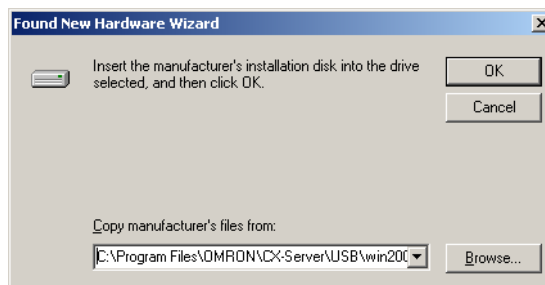 Found New Hardware Wizard
Insert the manufacturer's installation disk into the drive
selected, and then click OK.
OK
Cancel
Copy manufacturer's files from:
C:\Program Files\OMRON\CX-Server\USB\win200
Browse...